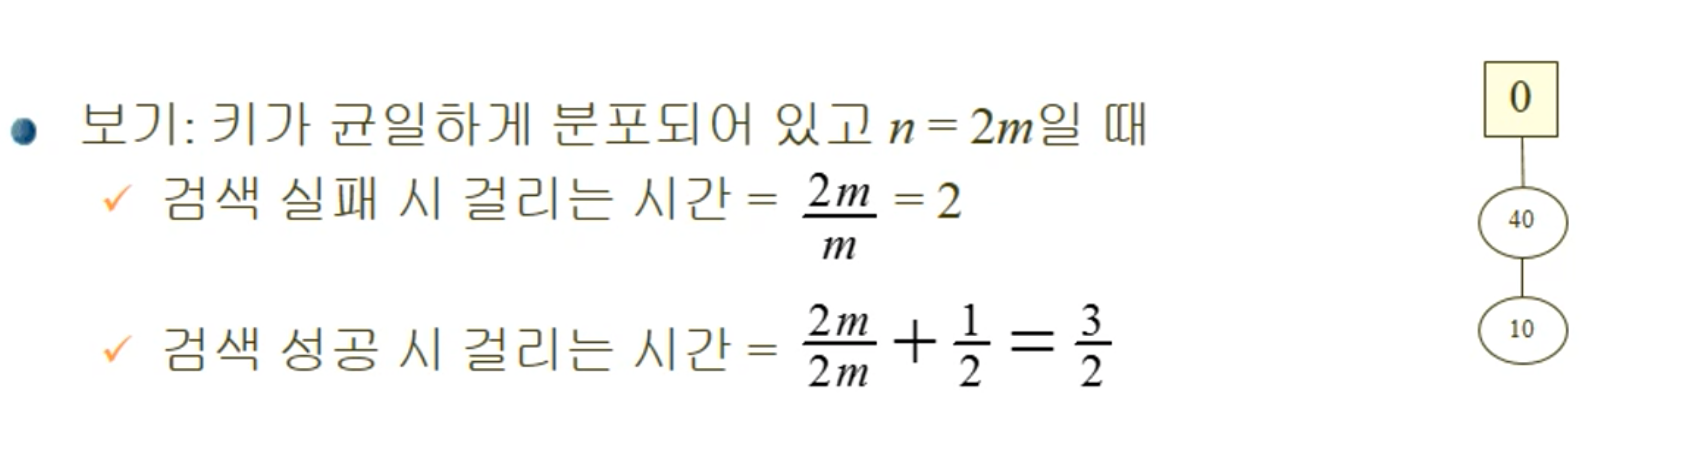 보기: 키가 균일하게 분포되어 있고 n = 2m일 때
✓ 검색 실패 시 걸리는 시간 = 2m/m = 2
✓ 검색 성공 시 걸리는 시간 = 2m/2m + 1/2 = 3/2
0
40
10